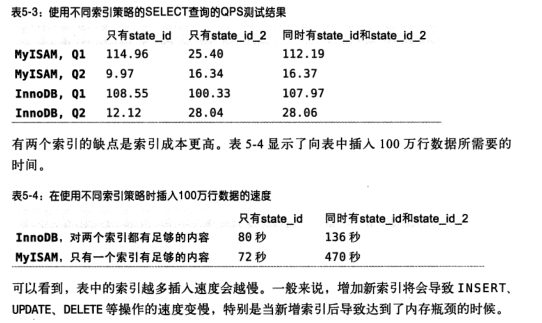 表5-3：使用不同索引策略的SELECT查询的QPS测试结果
只有state_id 只有state_id_2 同时有state_id和state_id_2
MyISAM, Q1 114.96 25.40 112.19
MyISAM, Q2 9.97 16.34 16.37
InnoDB, Q1 108.55 100.33 107.97
InnoDB, Q2 12.12 28.04 28.06
有两个索引的缺点是索引成本更高。表 5-4 显示了向表中插入 100 万行数据所需要的
时间。
表5-4：在使用不同索引策略时插入100万行数据的速度
只有state_id 同时有state_id和state_id_2
InnoDB，对两个索引都有足够的内容 80 秒 136 秒
MyISAM，只有一个索引有足够的内容 72 秒 470 秒
可以看到，表中的索引越多插入速度会越慢。一般来说，增加新索引将会导致 INSERT、
UPDATE、DELETE 等操作的速度变慢，特别是当新增索引后导致达到了内存瓶颈的时候。